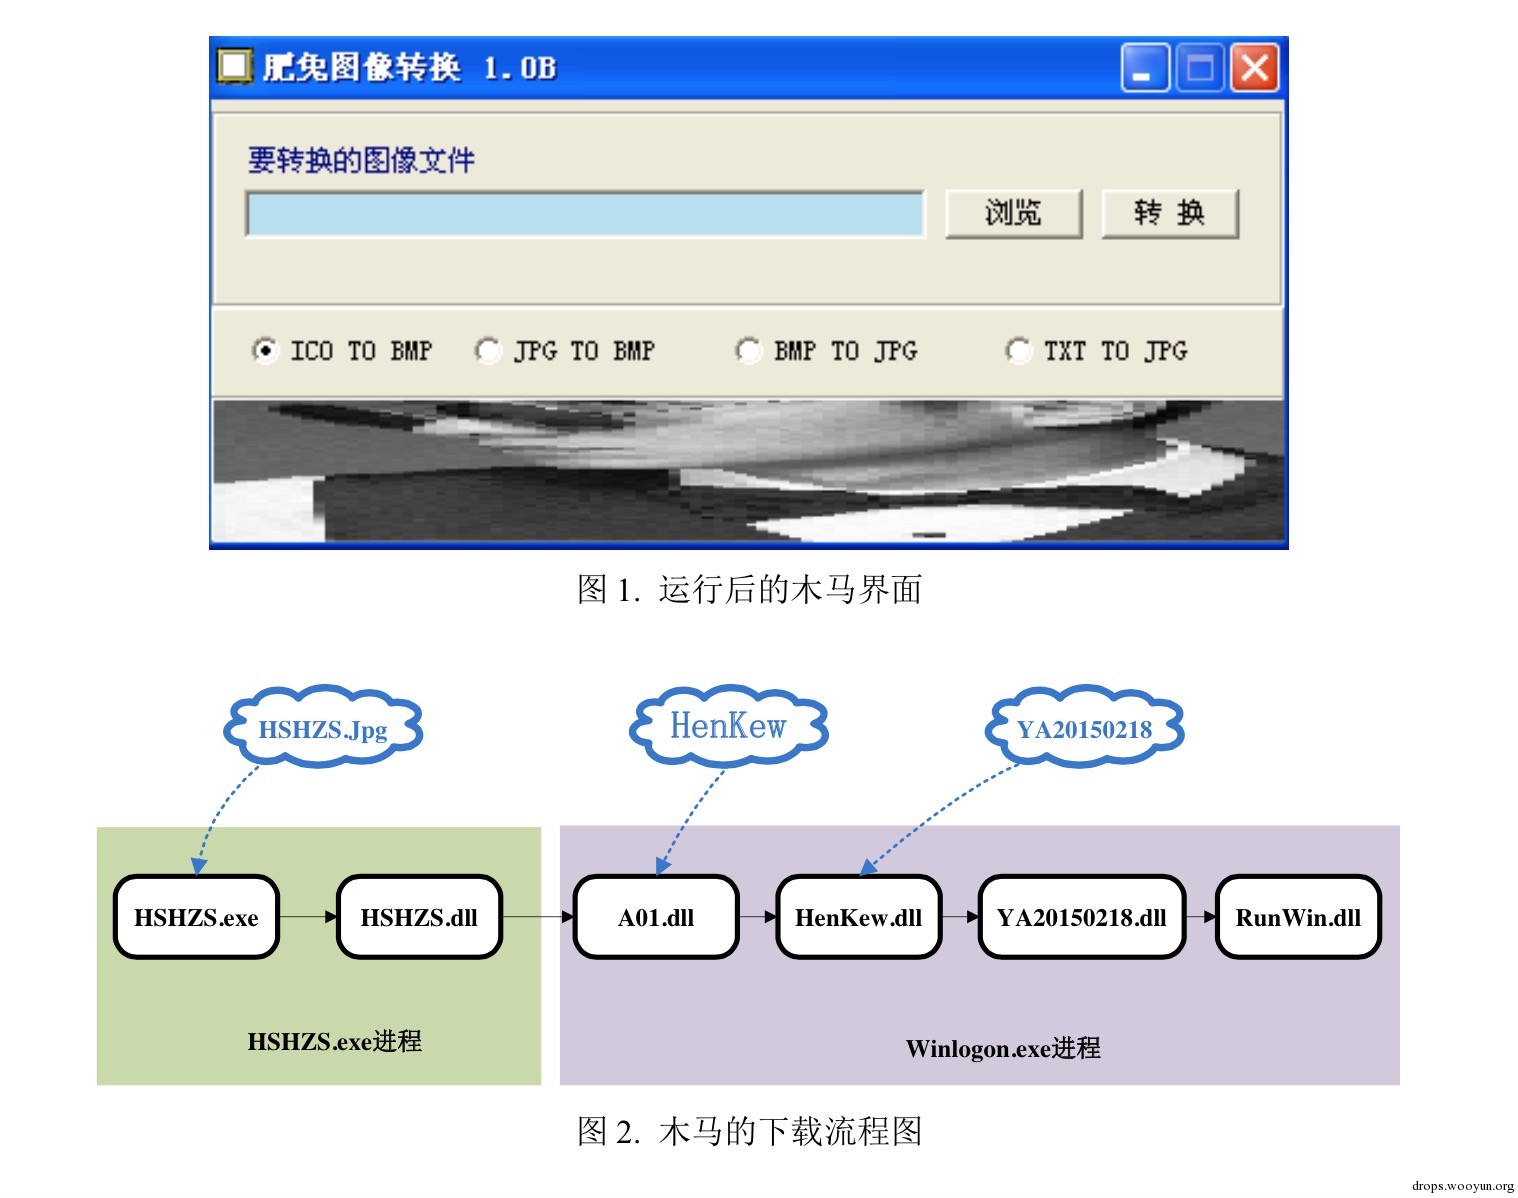 肥兔图像转换 1.0B
要转换的图像文件
浏览 转 换
ICO TO BMP JPG TO BMP BMP TO JPG TXT TO JPG
图 1. 运行后的木马界面
HSHZS.Jpg HenKew YA20150218
HSHZS.exe HSHZS.dll A01.dll HenKew.dll YA20150218.dll RunWin.dll
HSHZS.exe进程
Winlogon.exe进程
图 2. 木马的下载流程图
drops.wooyun.org